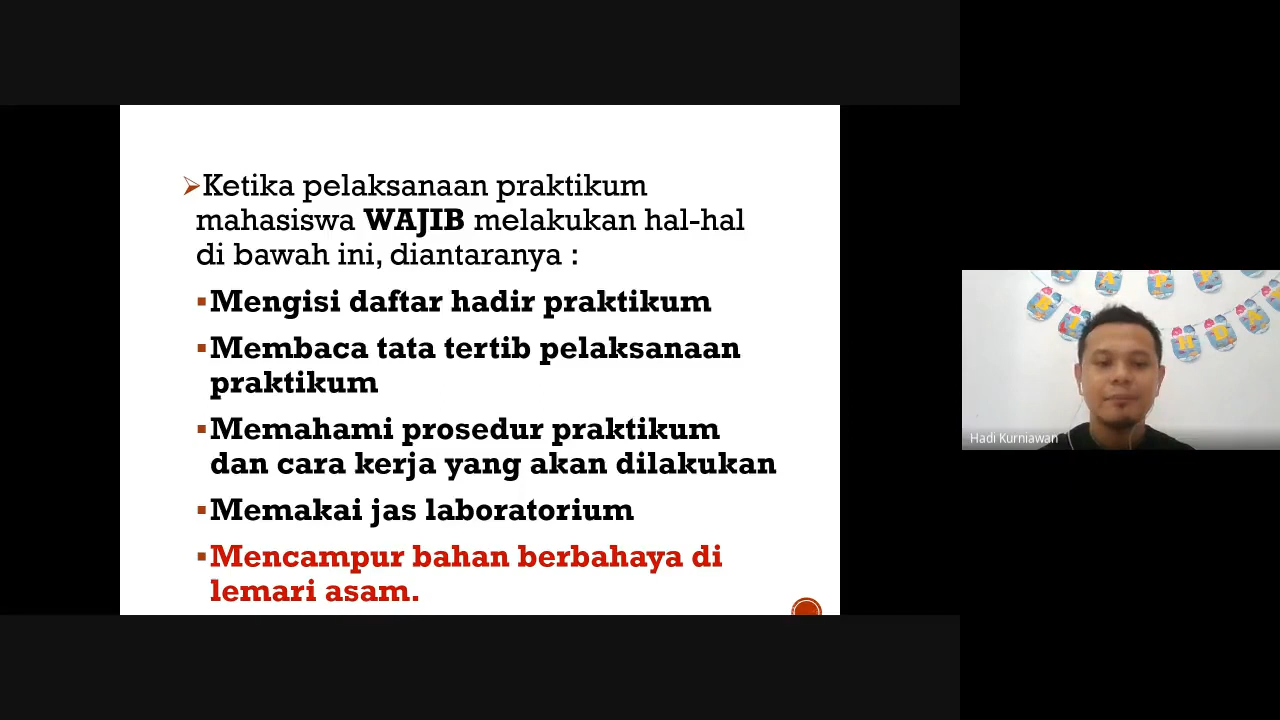 ➢Ketika pelaksanaan praktikum
mahasiswa WAJIB melakukan hal-hal
di bawah ini, diantaranya :
▪Mengisi daftar hadir praktikum
▪Membaca tata tertib pelaksanaan
praktikum
▪Memahami prosedur praktikum
dan cara kerja yang akan dilakukan
▪Memakai jas laboratorium
▪Mencampur bahan berbahaya di
lemari asam.
Hadi Kurniawan